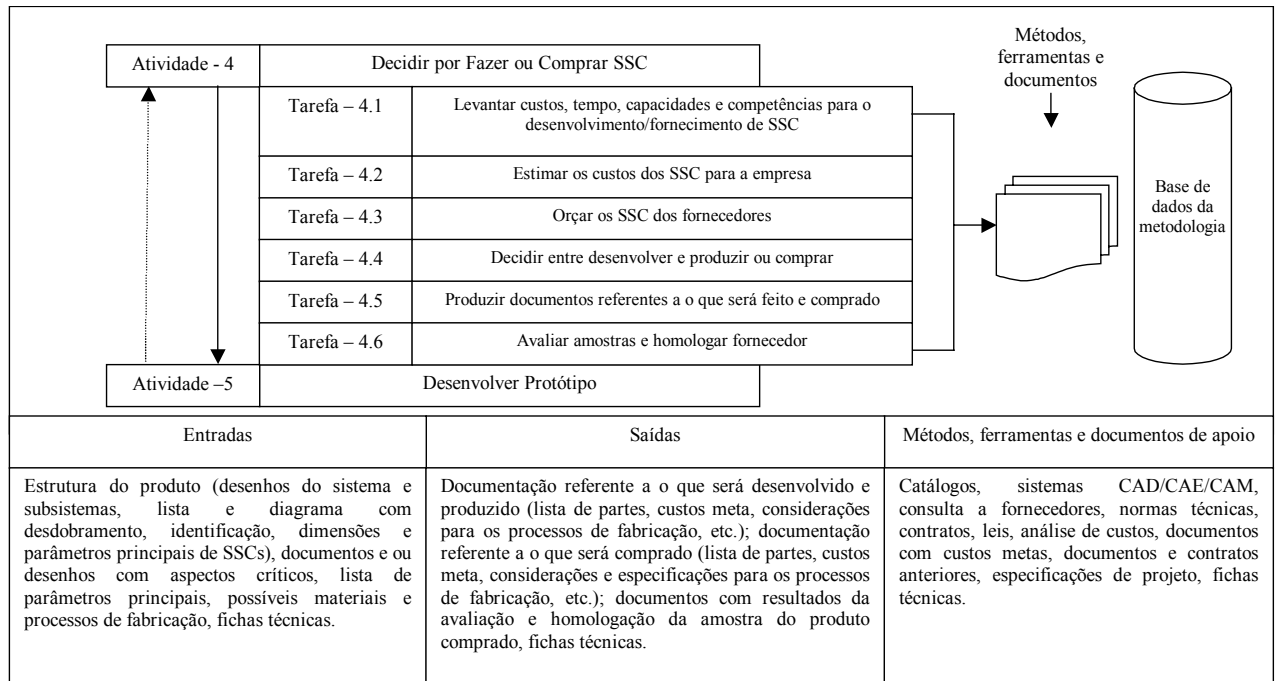 Atividade - 4
Decidir por Fazer ou Comprar SSC
Tarefa – 4.1
Levantar custos, tempo, capacidades e competências para o
desenvolvimento/fornecimento de SSC
Tarefa – 4.2
Estimar os custos dos SSC para a empresa
Tarefa – 4.3
Orçar os SSC dos fornecedores
Tarefa – 4.4
Decidir entre desenvolver e produzir ou comprar
Tarefa – 4.5
Produzir documentos referentes a o que será feito e comprado
Tarefa – 4.6
Avaliar amostras e homologar fornecedor
Atividade –5
Desenvolver Protótipo
Métodos,
ferramentas e
documentos
Base de
dados da
metodologia
Entradas
Estrutura do produto (desenhos do sistema e
subsistemas, lista e diagrama com
desdobramento, identificação, dimensões e
parâmetros principais de SSCs), documentos e ou
desenhos com aspectos críticos, lista de
parâmetros principais, possíveis materiais e
processos de fabricação, fichas técnicas.
Saídas
Documentação referente a o que será desenvolvido e
produzido (lista de partes, custos meta, considerações
para os processos de fabricação, etc.); documentação
referente a o que será comprado (lista de partes, custos
meta, considerações e especificações para os processos
de fabricação, etc.); documentos com resultados da
avaliação e homologação da amostra do produto
comprado, fichas técnicas.
Métodos, ferramentas e documentos de apoio
Catálogos, sistemas CAD/CAE/CAM,
consulta a fornecedores, normas técnicas,
contratos, leis, análise de custos, documentos
com custos metas, documentos e contratos
anteriores, especificações de projeto, fichas
técnicas.